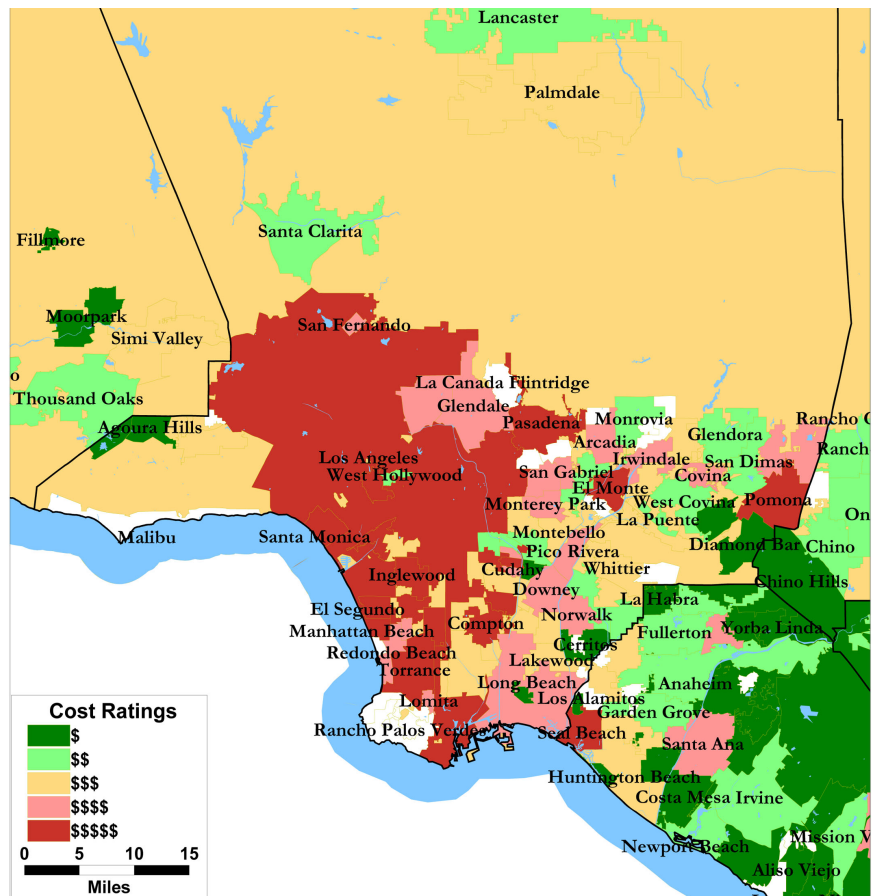 Lancaster
Palmdale
Santa Clarita
Fillmore
Moorpark
San Fernando
Simi Valley
o
La Canada Flintridge
Thousand Oaks
Glendale
Agoura Hills
Pasadena
Monrovia
Rancho C
Arcadia
Glendora
Ranch
Los Angeles
Irwindale
San Dimas
West Hollywood
San Gabriel
Covina
El Monte
West Covina
Pomona
Monterey Park
La Puente
On
Malibu
Santa Monica
Montebello
Diamond Bar
Chino
Pico Rivera
Inglewood
Cudahy
Whittier
Chino Hills
Downey
La Habra
El Segundo
Norwalk
Manhattan Beach
Compton
Fullerton
Yorba Linda
Redondo Beach
Cerritos
Torrance
Lakewood
Long Beach
Anaheim
Lomita
Los Alamitos
Rancho Palos Verdes
Garden Grove
Seal Beach
Santa Ana
Huntington Beach
Costa Mesa
Irvine
Newport Beach
Mission V
Aliso Viejo
Cost Ratings
$
$$
$$$
$$$$
$$$$$
0 5 10 15
Miles